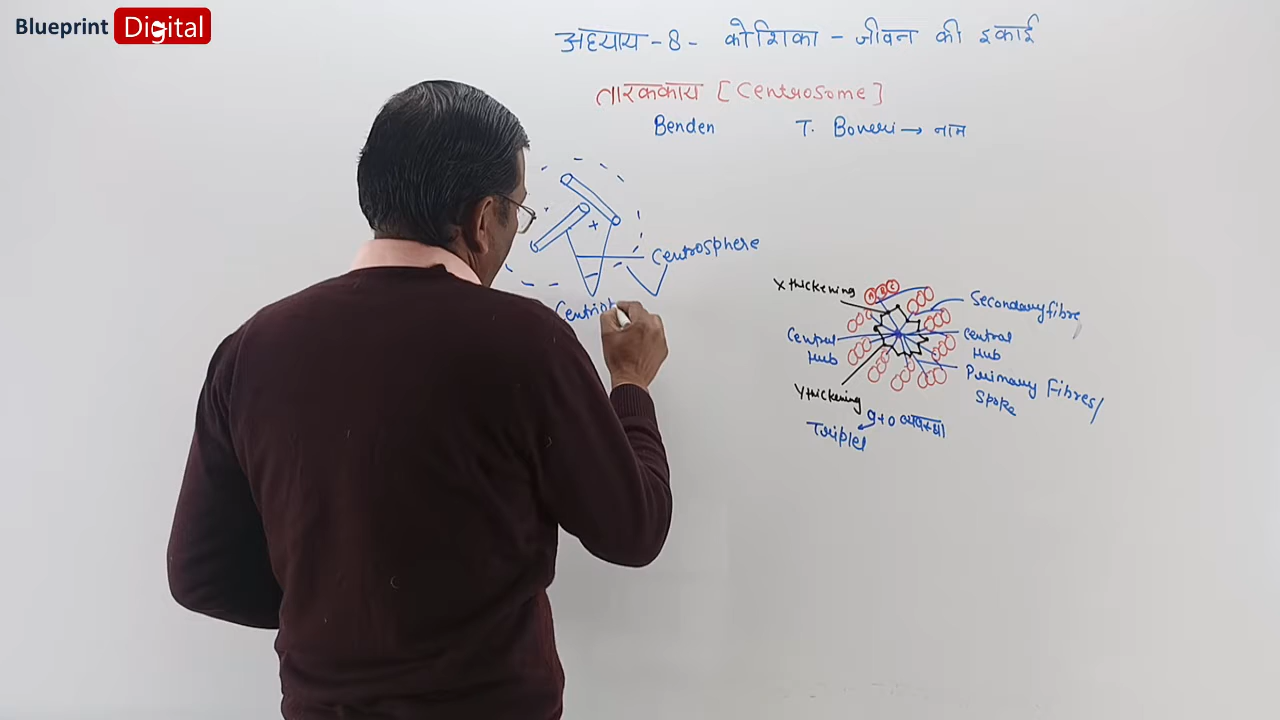 Blueprint Digital
अध्याय - 8 - कोशिका - जीवन की इकाई
तारककाय [Centrosome]
Benden T. Boveri → नाम
Centrosphere
Centriol
X thickening
Secondary fibre
Central Hub
Central Hub
Primary Fibres/
Spoke
Y thickening
9+0 व्यवस्था
Triplet
A B C